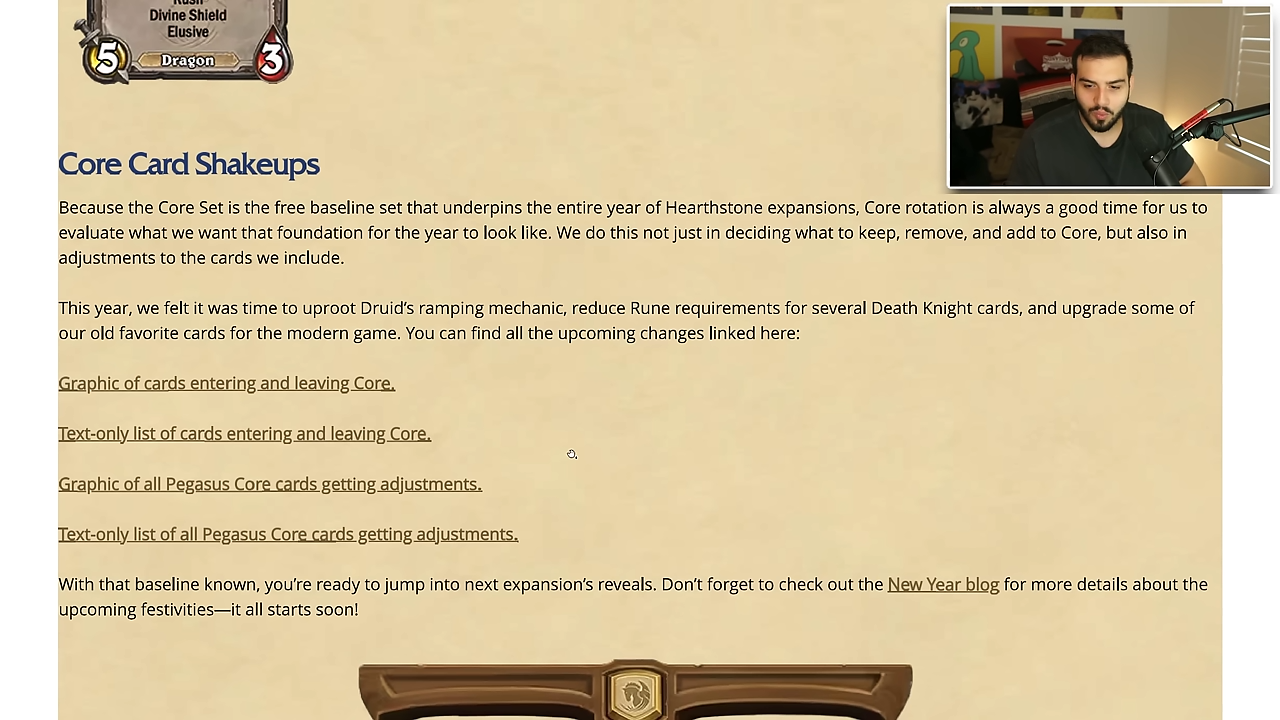 Rush
Divine Shield
Elusive
5
Dragon
3
Core Card Shakeups
Because the Core Set is the free baseline set that underpins the entire year of Hearthstone expansions, Core rotation is always a good time for us to
evaluate what we want that foundation for the year to look like. We do this not just in deciding what to keep, remove, and add to Core, but also in
adjustments to the cards we include.
This year, we felt it was time to uproot Druid’s ramping mechanic, reduce Rune requirements for several Death Knight cards, and upgrade some of
our old favorite cards for the modern game. You can find all the upcoming changes linked here:
Graphic of cards entering and leaving Core.
Text-only list of cards entering and leaving Core.
Graphic of all Pegasus Core cards getting adjustments.
Text-only list of all Pegasus Core cards getting adjustments.
With that baseline known, you’re ready to jump into next expansion’s reveals. Don’t forget to check out the New Year blog for more details about the
upcoming festivities—it all starts soon!